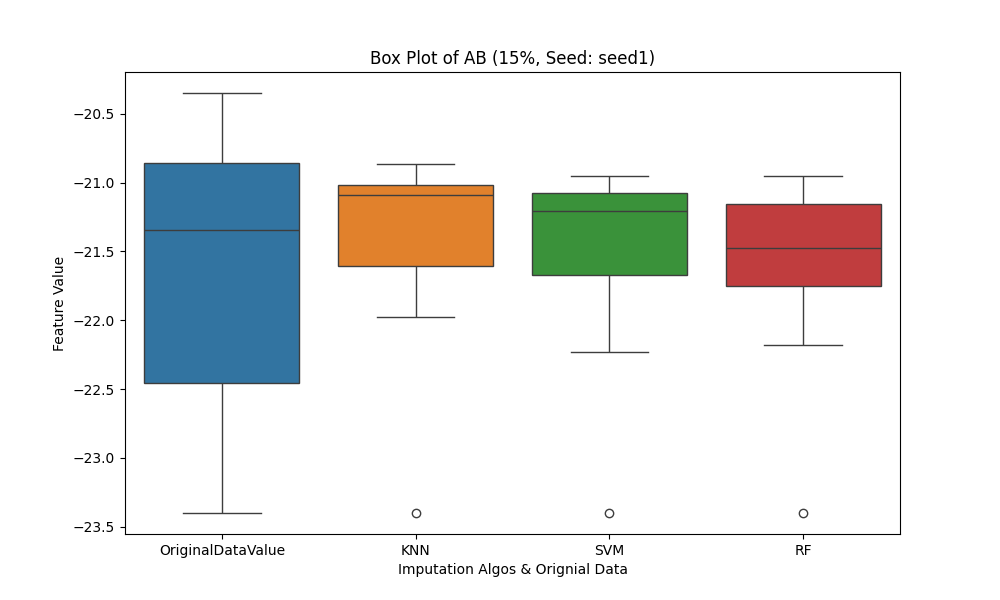 Box Plot of AB (15%, Seed: seed1)
Feature Value
−20.5
−21.0
−21.5
−22.0
−22.5
−23.0
−23.5
OriginalDataValue KNN SVM RF
Imputation Algos & Orignial Data